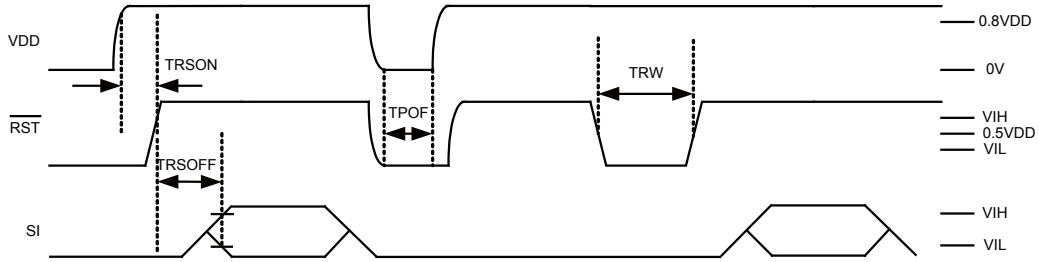 0.8VDD
VDD
TRSON
TRW
0V
TPOF
RST
VIH
0.5VDD
VIL
TRSOFF
VIH
SI
VIL